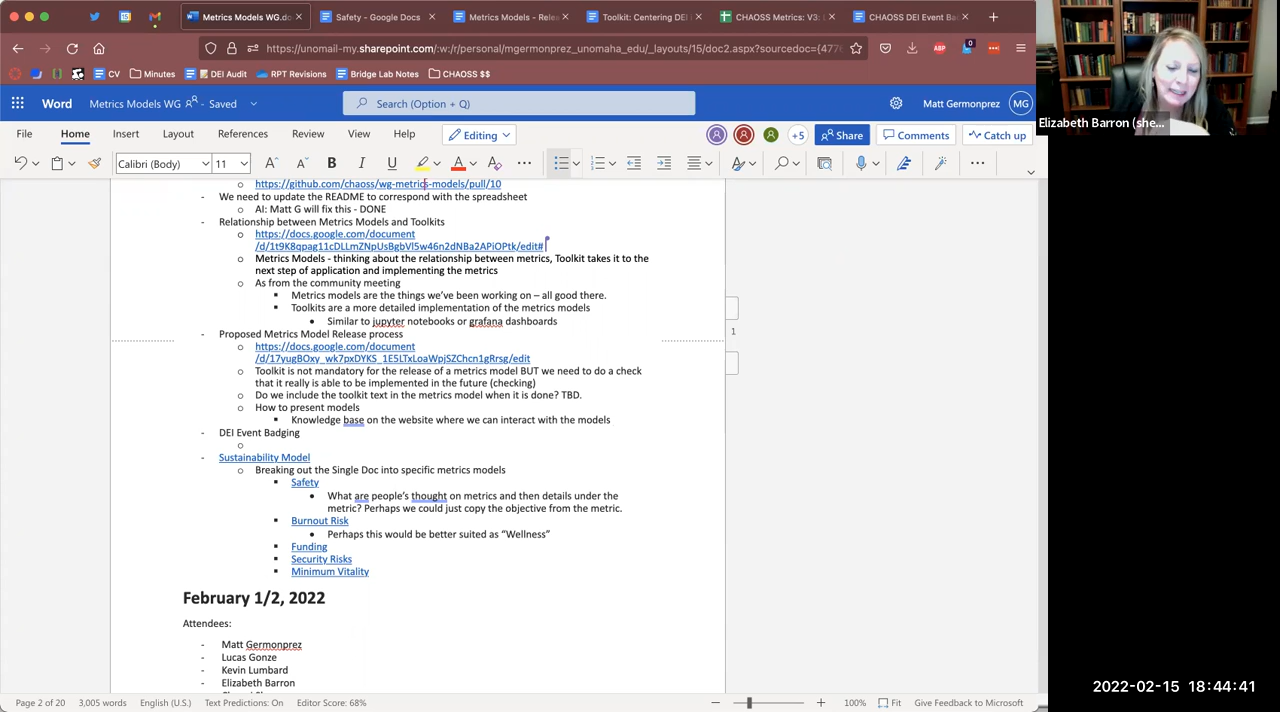 Metrics Models WG.do
Safety - Google Docs
Metrics Models - Relea
Toolkit: Centering DEI
CHAOSS Metrics: V3: L
CHAOSS DEI Event Ba
https://unomail-my.sharepoint.com/:w:/r/personal/mgermonprez_unomaha_edu/_layouts/15/doc2.aspx?sourcedoc={477
CV Minutes DEI Audit RPT Revisions Bridge Lab Notes CHAOSS $$
Word Metrics Models WG - Saved Search (Option + Q) Matt Germonprez MG
File Home Insert Layout References Review View Help Editing +5 Share Comments Catch up
Calibri (Body) 11
https://github.com/chaoss/wg-metrics-models/pull/10
- We need to update the README to correspond with the spreadsheet
o AI: Matt G will fix this - DONE
- Relationship between Metrics Models and Toolkits
o https://docs.google.com/document
/d/1t9K8qpag11cDLLmZNpUsBgbVl5w46n2dNBa2APiOPtk/edit#
o Metrics Models - thinking about the relationship between metrics, Toolkit takes it to the
next step of application and implementing the metrics
o As from the community meeting
▪ Metrics models are the things we've been working on – all good there.
▪ Toolkits are a more detailed implementation of the metrics models
• Similar to jupyter notebooks or grafana dashboards
- Proposed Metrics Model Release process
o https://docs.google.com/document
/d/17yugBOxy_wk7pxDYKS_1E5LTxLoaWpjSZChcn1gRrsg/edit
o Toolkit is not mandatory for the release of a metrics model BUT we need to do a check
that it really is able to be implemented in the future (checking)
o Do we include the toolkit text in the metrics model when it is done? TBD.
o How to present models
▪ Knowledge base on the website where we can interact with the models
- DEI Event Badging
o
- Sustainability Model
o Breaking out the Single Doc into specific metrics models
▪ Safety
• What are people's thought on metrics and then details under the
metric? Perhaps we could just copy the objective from the metric.
▪ Burnout Risk
• Perhaps this would be better suited as "Wellness"
▪ Funding
▪ Security Risks
▪ Minimum Vitality
February 1/2, 2022
Attendees:
- Matt Germonprez
- Lucas Gonze
- Kevin Lumbard
- Elizabeth Barron
1
Page 2 of 20 3,005 words English (U.S.) Text Predictions: On Editor Score: 68% 100% Fit Give Feedback to Microsoft
Elizabeth Barron (she...
2022-02-15 18:44:41